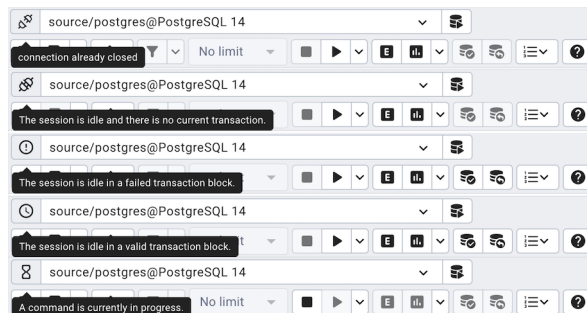 source/postgres@PostgreSQL 14
No limit
E
?
connection already closed
source/postgres@PostgreSQL 14
E
?
The session is idle and there is no current transaction.
source/postgres@PostgreSQL 14
E
?
The session is idle in a failed transaction block.
source/postgres@PostgreSQL 14
E
?
The session is idle in a valid transaction block.
source/postgres@PostgreSQL 14
No limit
E
?
A command is currently in progress.